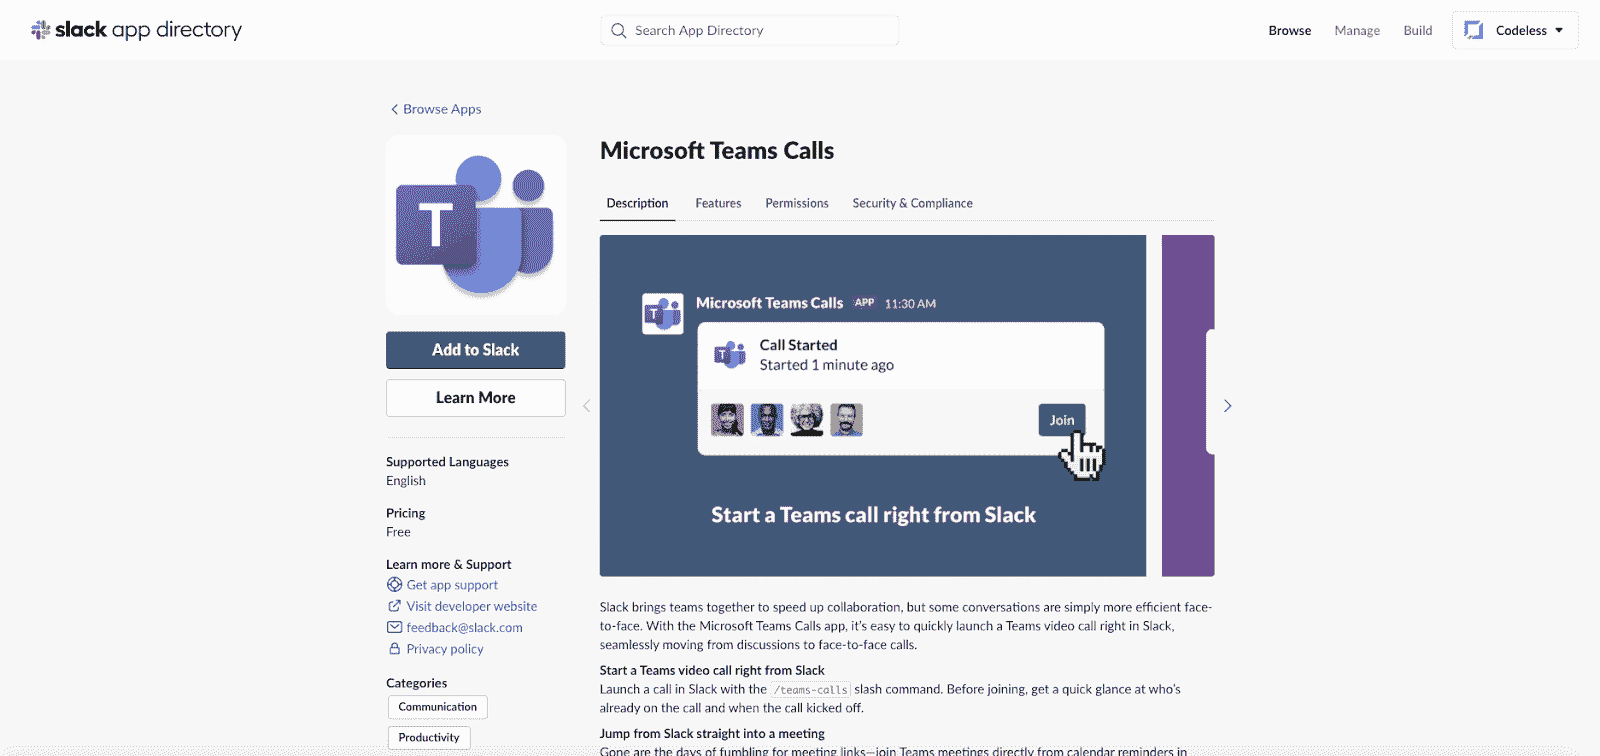 slack app directory
Search App Directory
Browse
Manage
Build
Codeless
Browse Apps
T
Add to Slack
Learn More
Supported Languages
English
Pricing
Free
Learn more & Support
Get app support
Visit developer website
feedback@slack.com
Privacy policy
Categories
Communication
Productivity
Microsoft Teams Calls
Description
Features
Permissions
Security & Compliance
T
Microsoft Teams Calls APP 11:30 AM
T
Call Started
Started 1 minute ago
Join
Start a Teams call right from Slack
Slack brings teams together to speed up collaboration, but some conversations are simply more efficient face-
to-face. With the Microsoft Teams Calls app, it’s easy to quickly launch a Teams video call right in Slack,
seamlessly moving from discussions to face-to-face calls.
Start a Teams video call right from Slack
Launch a call in Slack with the /teams-calls slash command. Before joining, get a quick glance at who’s
already on the call and when the call kicked off.
Jump from Slack straight into a meeting
Gone are the days of fumbling for meeting links—join Teams meetings directly from calendar reminders in